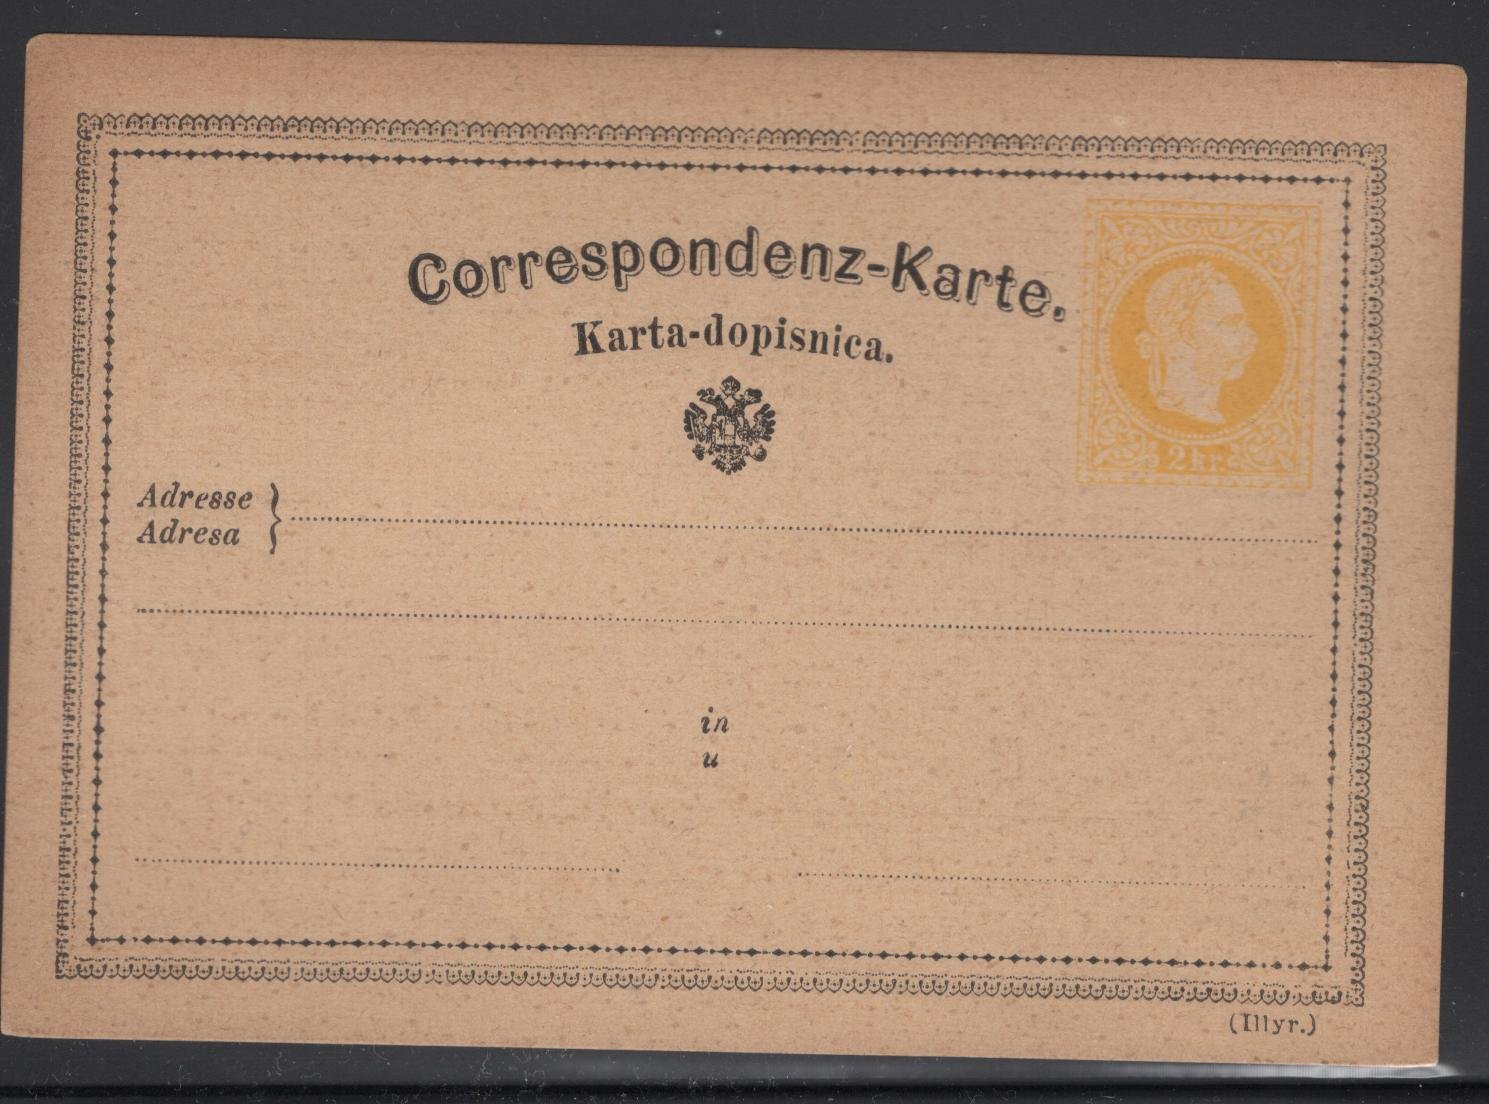 Correspondenz-Karte.
Karta-dopisnica.
2 kr.
Adresse
Adresa
in
u
(Illyr.)